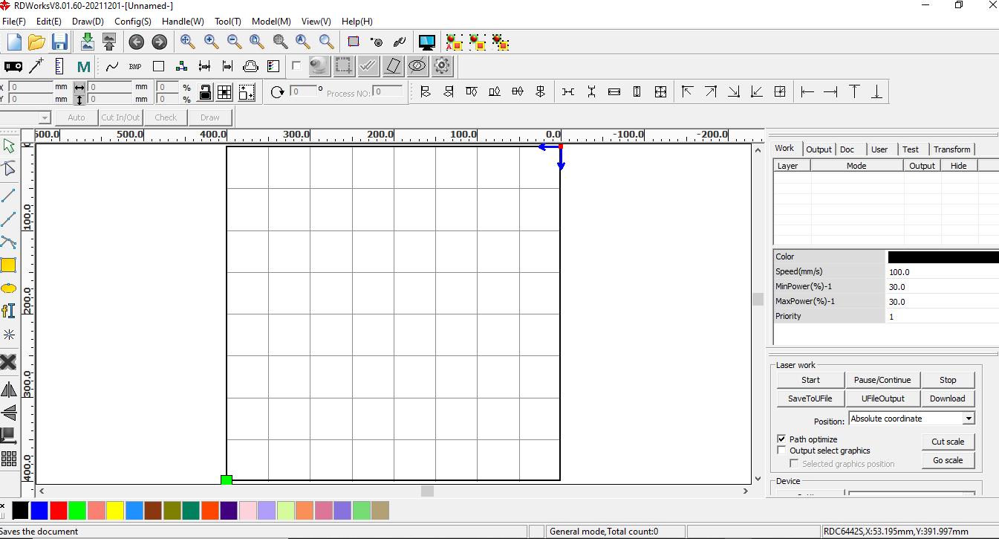 RDWorksV8.01.60-20211201-[Unnamed-]
File(F) Edit(E) Draw(D) Config(S) Handle(W) Tool(T) Model(M) View(V) Help(H)
A
M BMP
X 0 mm 0 mm 0 % 0 ° Process NO: 0
Y 0 mm 0 mm 0 %
Auto Cut In/Out Check Draw
500.0 400.0 300.0 200.0 100.0 0.0 -100.0 -200.0
0
100.0
200.0
300.0
400.0
Work Output Doc User Test Transform
Layer Mode Output Hide
Color
Speed(mm/s) 100.0
MinPower(%)-1 30.0
MaxPower(%)-1 30.0
Priority 1
Laser work
Start Pause/Continue Stop
SaveToUFile UFileOutput Download
Position: Absolute coordinate
Path optimize
Cut scale
Output select graphics
Selected graphics position
Go scale
Device
Saves the document
General mode,Total count:0
RDC6442S,X:53.195mm,Y:391.997mm